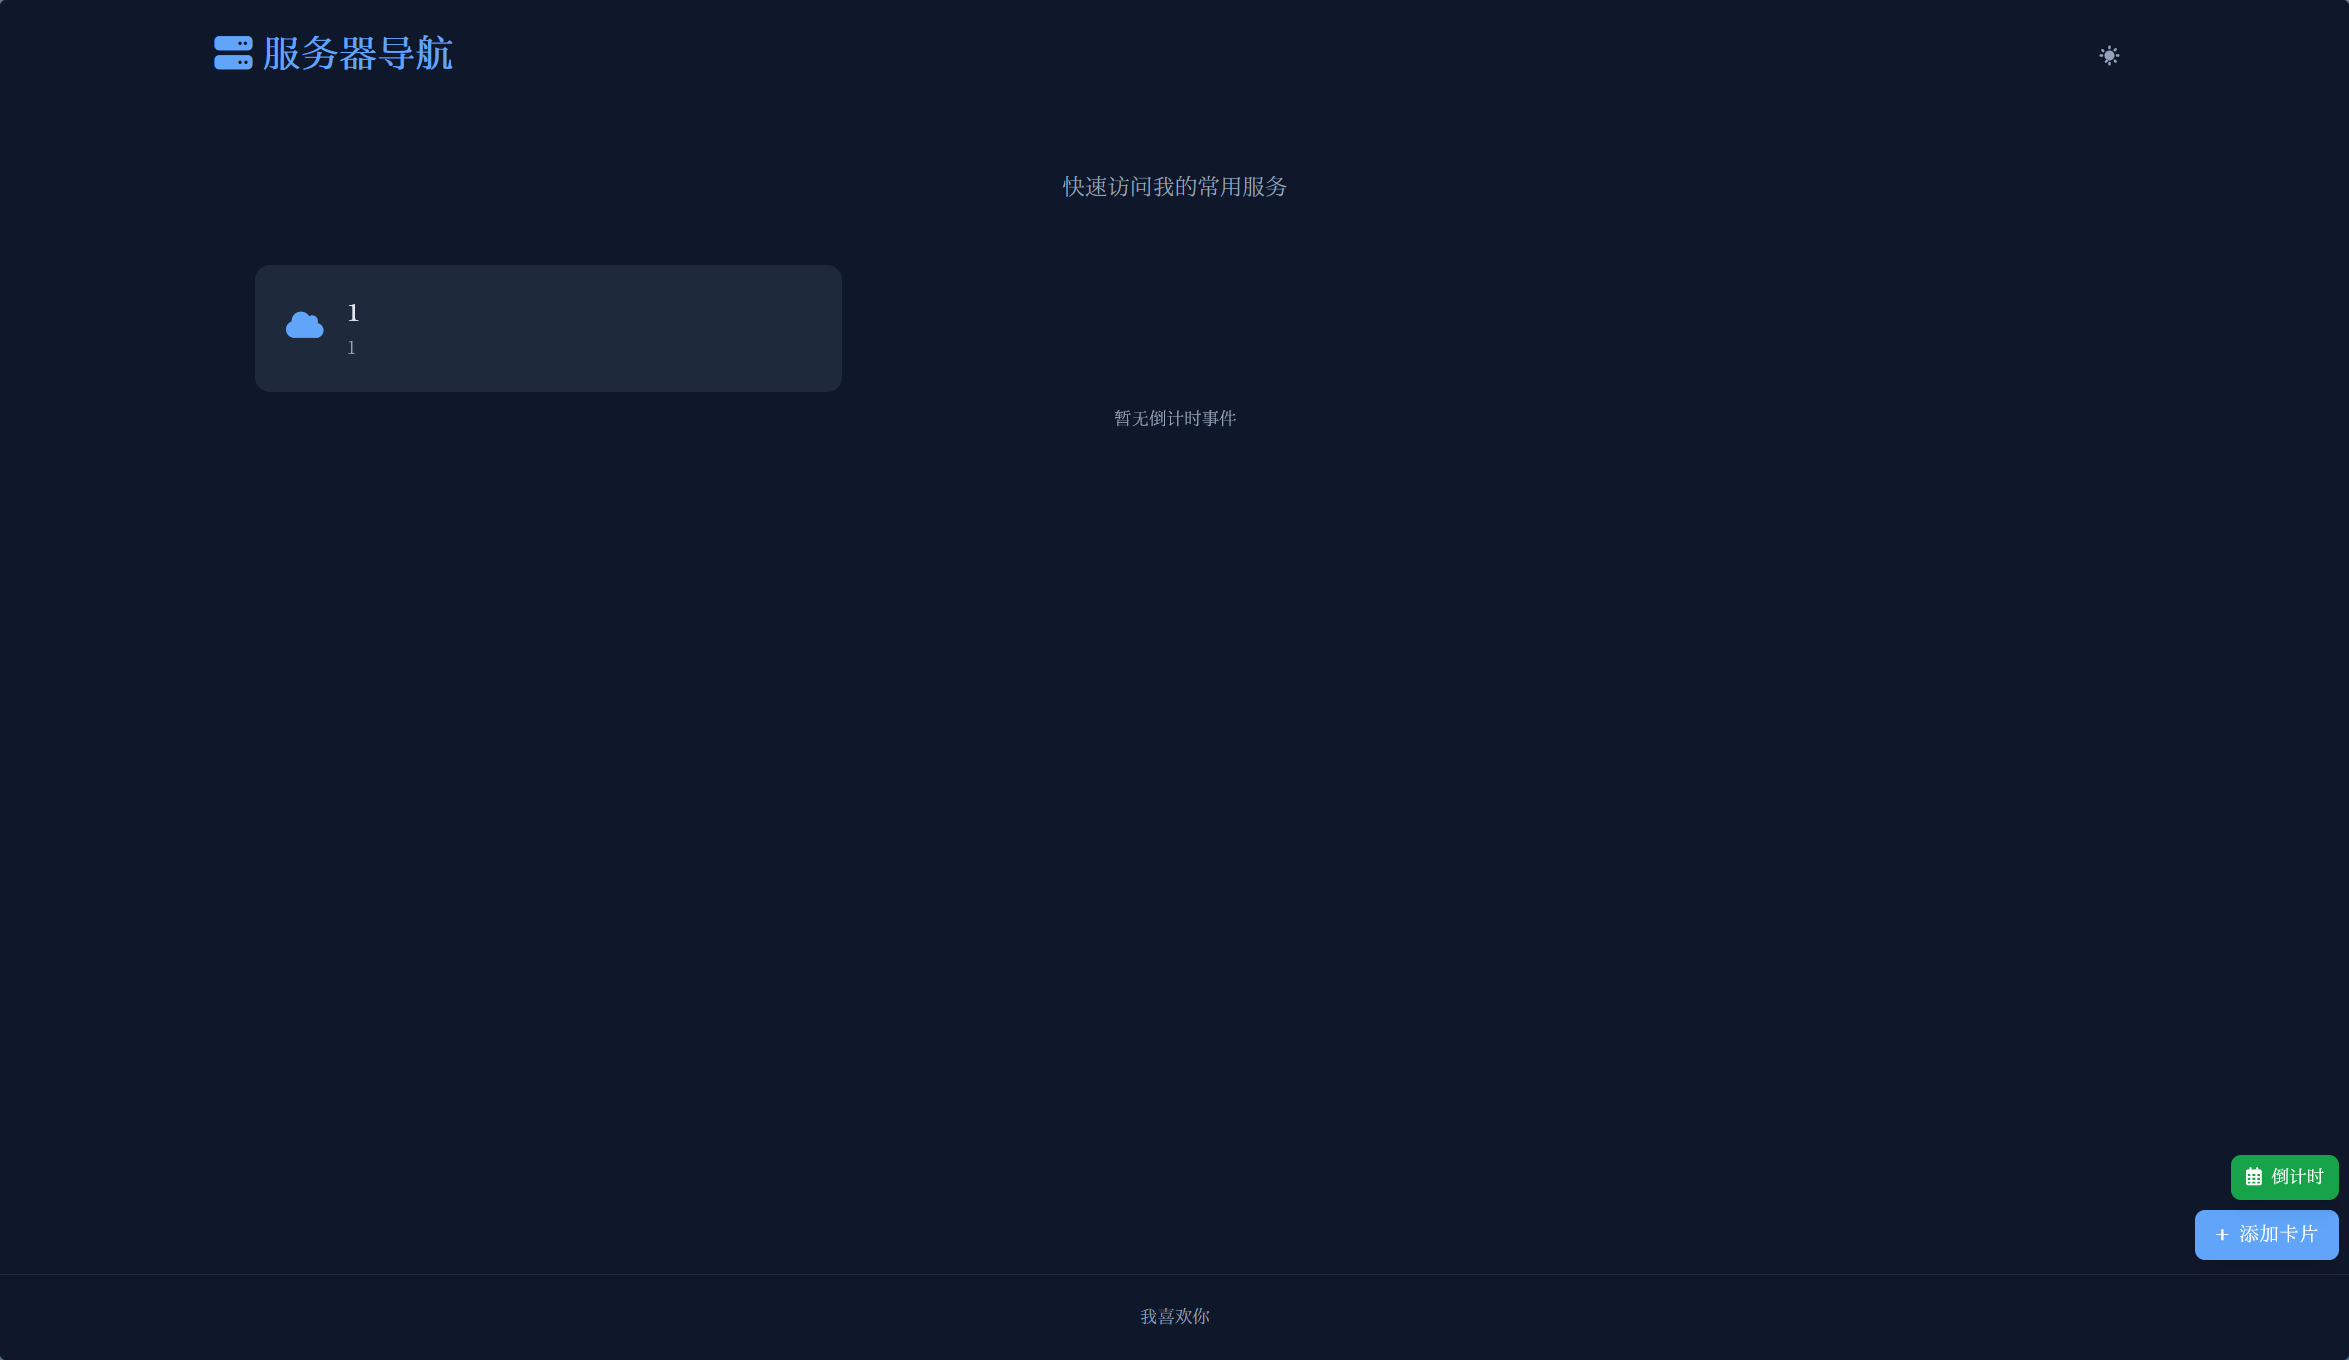 服务器导航
快速访问我的常用服务
1
1
暂无倒计时事件
倒计时
+ 添加卡片
我喜欢你